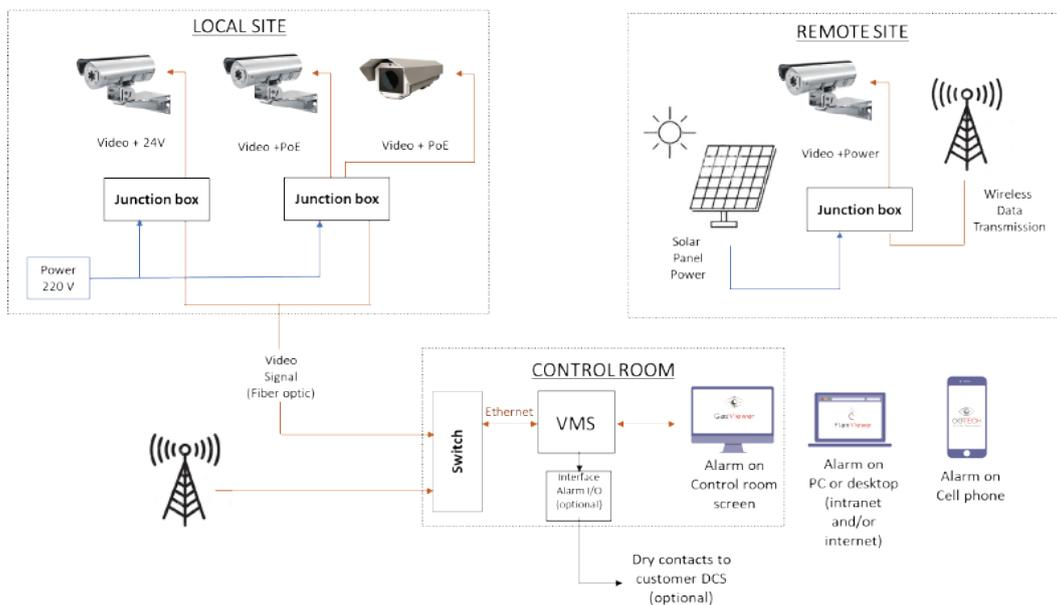 LOCAL SITE
Video + 24V
Video +PoE
Video + PoE
Junction box
Junction box
Power
220 V
REMOTE SITE
Video +Power
Junction box
Solar
Panel
Power
Wireless
Data
Transmission
Video
Signal
(Fiber optic)
CONTROL ROOM
Switch
Ethernet
VMS
Interface
Alarm I/O
(optional)
GasViewer
Alarm on
Control room
screen
Alarm on
PC or desktop
(intranet
and/or
internet)
Alarm on
Cell phone
Dry contacts to
customer DCS
(optional)